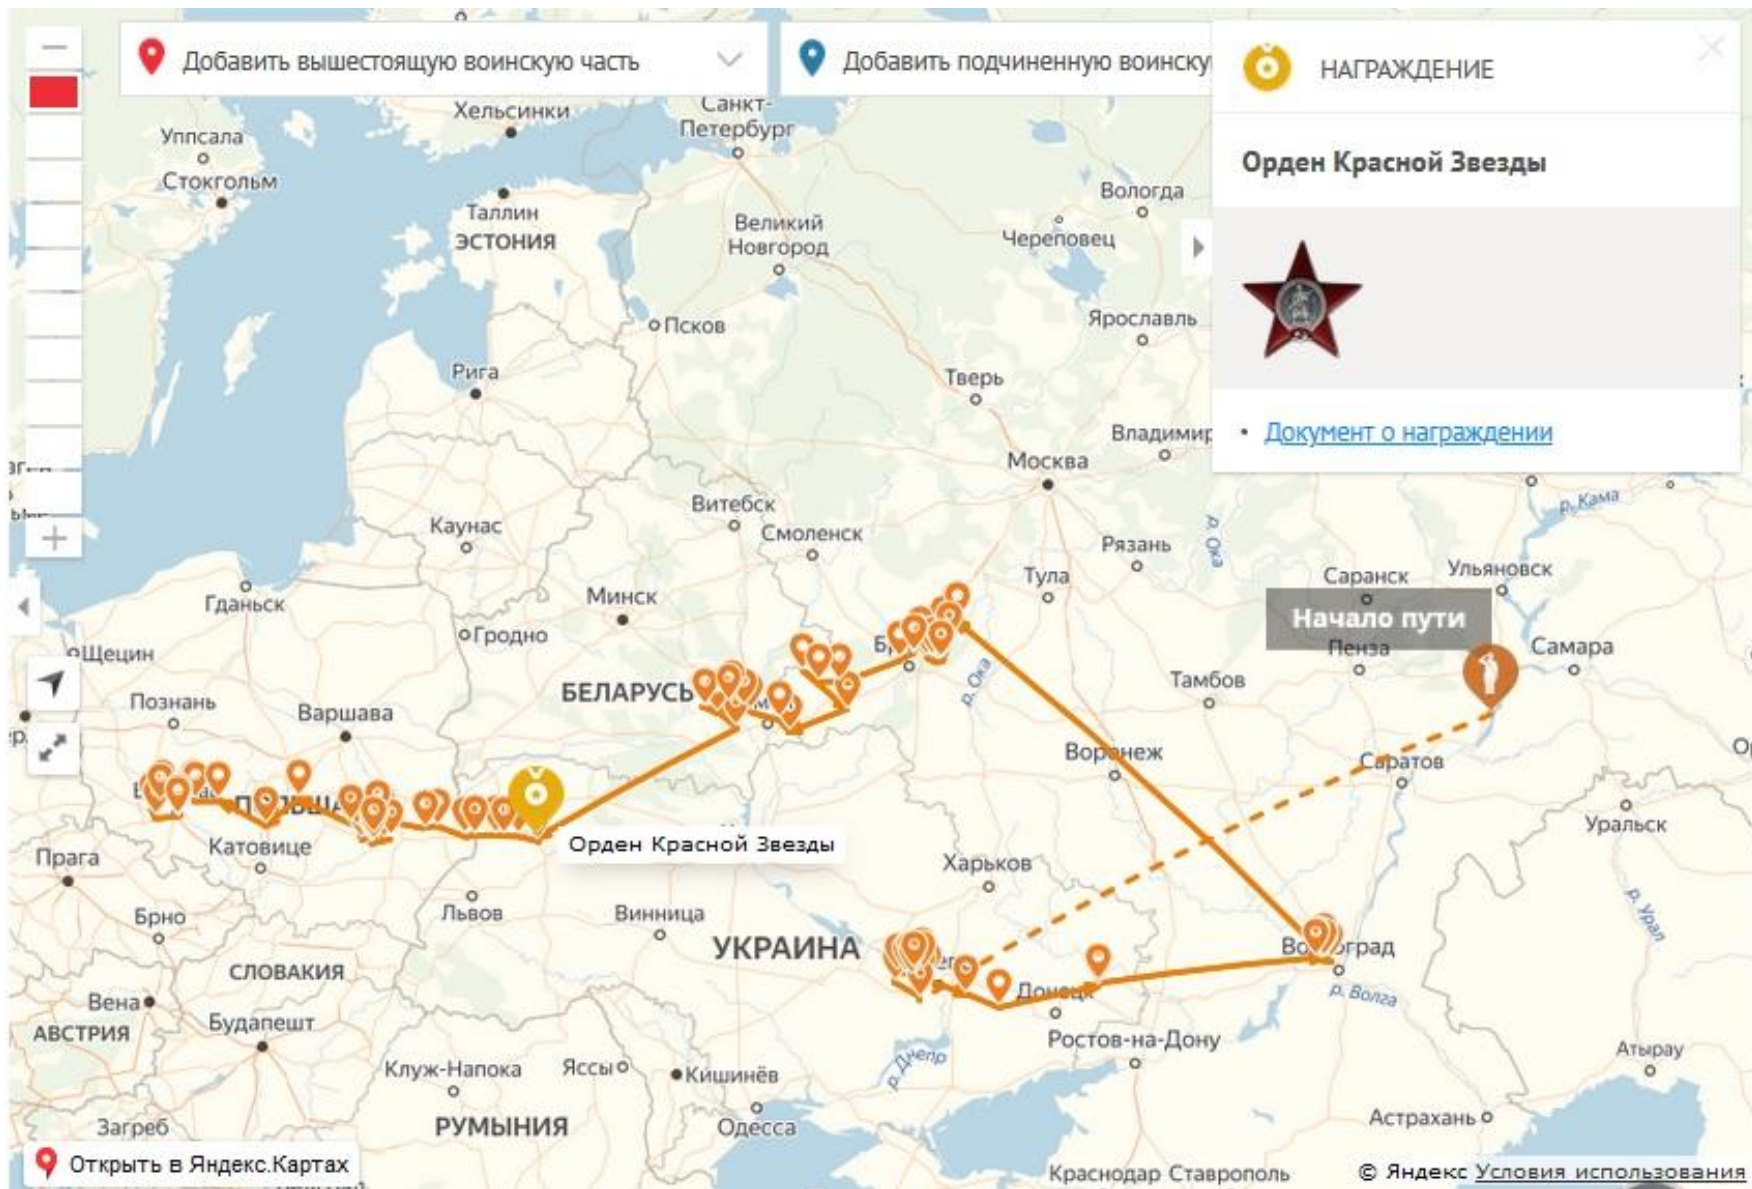 Добавить вышестоящую воинскую часть
Добавить подчиненную воинску
НАГРАЖДЕНИЕ
Орден Красной Звезды
Документ о награждении
Хельсинки
Санкт-
Петербург
Уппсала
Стокгольм
Таллин
ЭСТОНИЯ
Великий
Новгород
Вологда
Череповец
Псков
Ярославль
Рига
Тверь
Владимир
Москва
Витебск
Смоленск
Каунас
р. Кама
р. Ока
Рязань
Тула
Саранск
Ульяновск
Минск
Гданьск
Начало пути
Гродно
Пенза
Самара
Щецин
р. Ока
Тамбов
БЕЛАРУСЬ
Познань
Варшава
Воронеж
Саратов
Уральск
Орден Красной Звезды
Катовице
Прага
Харьков
р. Урал
Брно
Львов
Винница
УКРАИНА
СЛОВАКИЯ
Донецк
р. Волга
Вена
Будапешт
АВСТРИЯ
Ростов-на-Дону
р. Днепр
Клуж-Напока
Яссы
Кишинёв
Атырау
Астрахань
Загреб
РУМЫНИЯ
Одесса
Открыть в Яндекс.Картах
Краснодар
Ставрополь
© Яндекс Условия использования